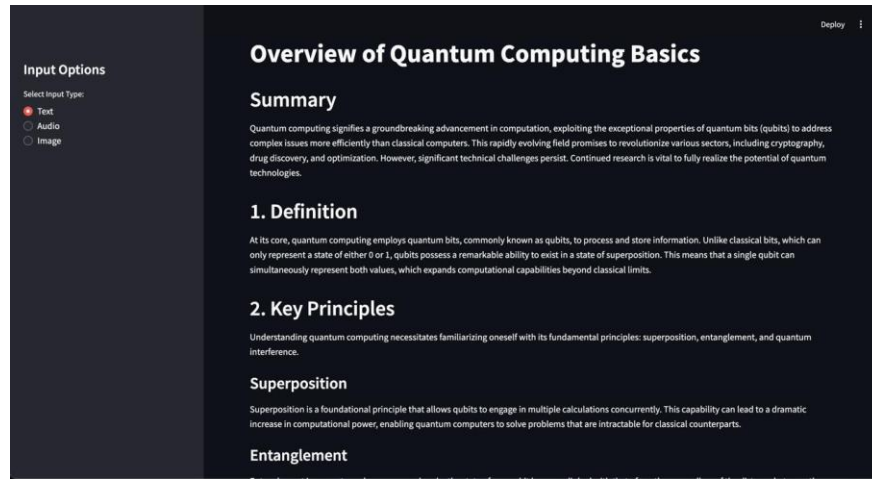 Deploy
Input Options
Select Input Type:
Text
Audio
Image
Overview of Quantum Computing Basics
Summary
Quantum computing signifies a groundbreaking advancement in computation, exploiting the exceptional properties of quantum bits (qubits) to address
complex issues more efficiently than classical computers. This rapidly evolving field promises to revolutionize various sectors, including cryptography,
drug discovery, and optimization. However, significant technical challenges persist. Continued research is vital to fully realize the potential of quantum
technologies.
1. Definition
At its core, quantum computing employs quantum bits, commonly known as qubits, to process and store information. Unlike classical bits, which can
only represent a state of either 0 or 1, qubits possess a remarkable ability to exist in a state of superposition. This means that a single qubit can
simultaneously represent both values, which expands computational capabilities beyond classical limits.
2. Key Principles
Understanding quantum computing necessitates familiarizing oneself with its fundamental principles: superposition, entanglement, and quantum
interference.
Superposition
Superposition is a foundational principle that allows qubits to engage in multiple calculations concurrently. This capability can lead to a dramatic
increase in computational power, enabling quantum computers to solve problems that are intractable for classical counterparts.
Entanglement